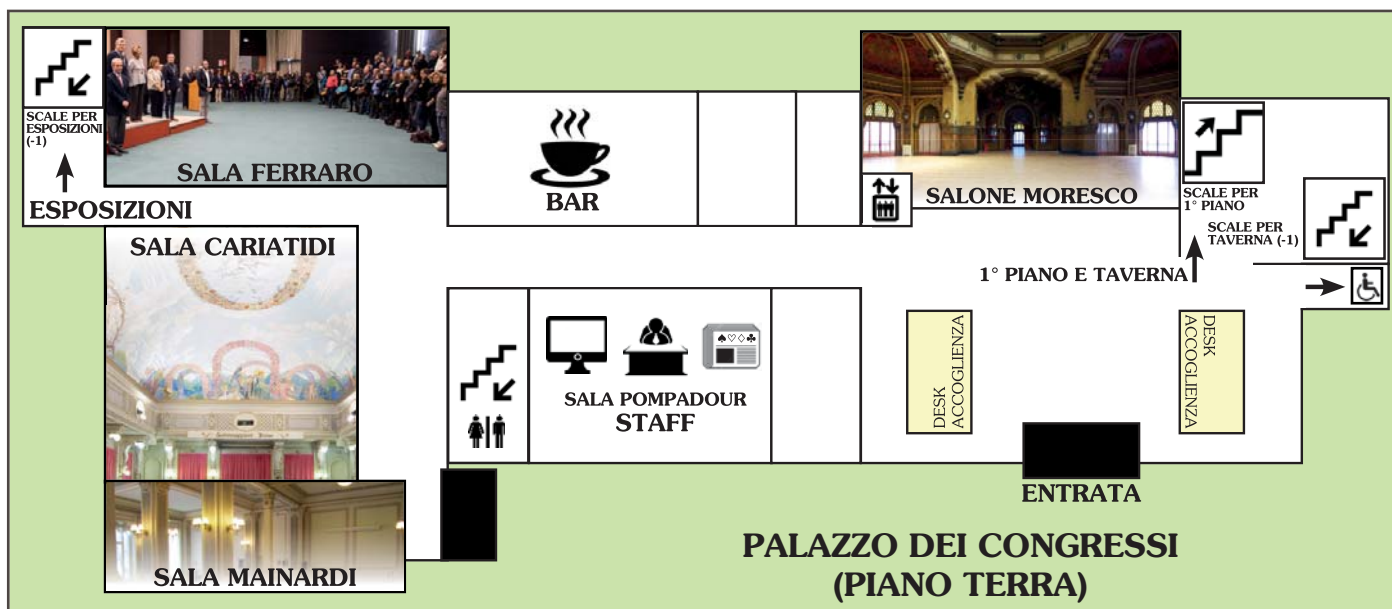 SCALE PER
ESPOSIZIONI
(-1)
ESPOSIZIONI
SALA FERRARO
BAR
SALONE MORESCO
SCALE PER
1° PIANO
SCALE PER
TAVERNA (-1)
1° PIANO E TAVERNA
SALA CARIATIDI
SALA POMPADOUR
STAFF
DESK
ACCOGLIENZA
DESK
ACCOGLIENZA
ENTRATA
SALA MAINARDI
PALAZZO DEI CONGRESSI
(PIANO TERRA)